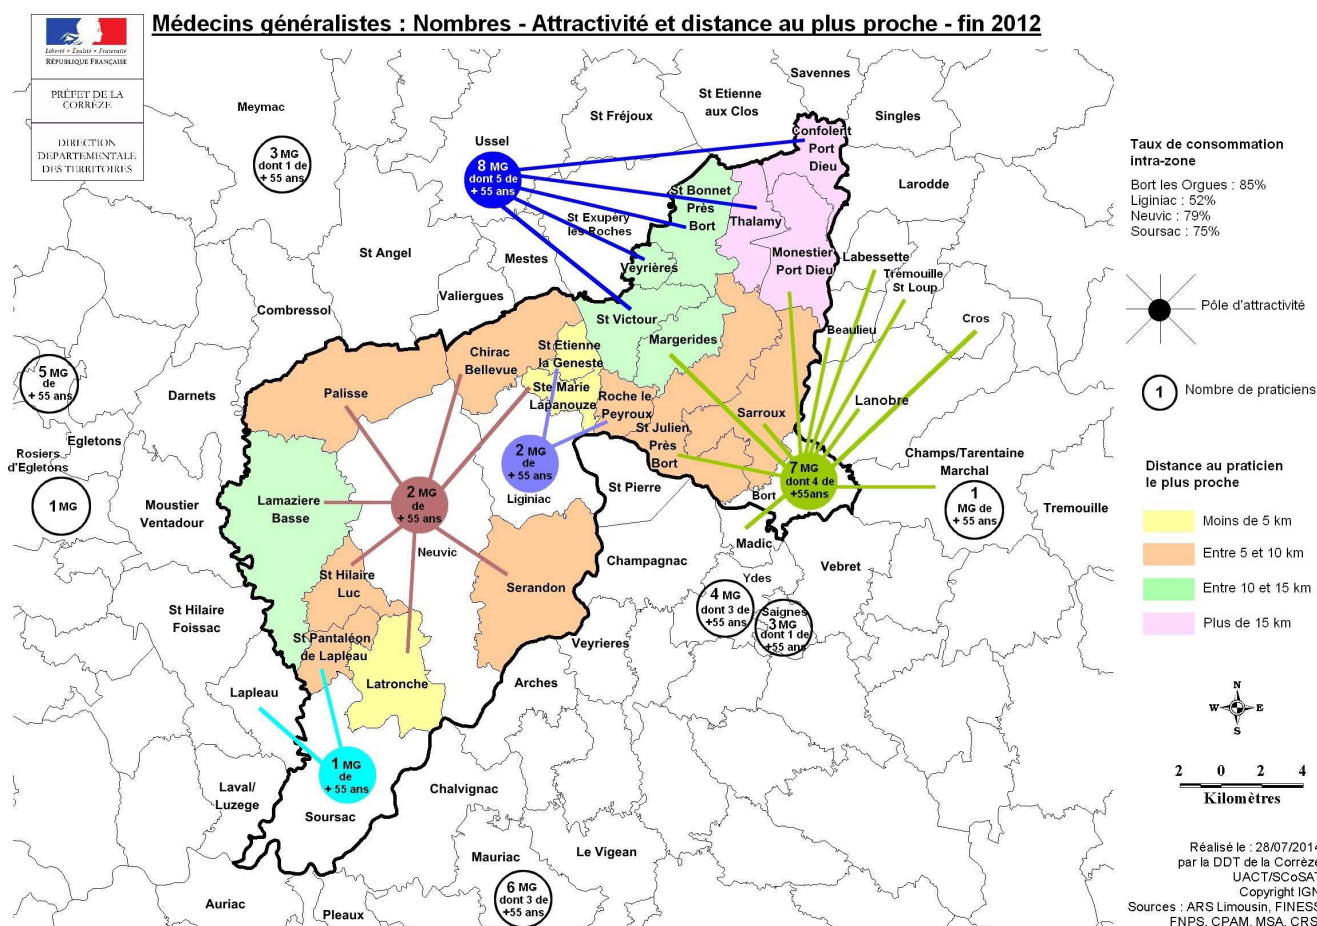 Médecins généralistes : Nombres - Attractivité et distance au plus proche - fin 2012
Liberté • Égalité • Fraternité
RÉPUBLIQUE FRANÇAISE
PRÉFET DE LA
CORRÈZE
DIRECTION
DEPARTEMENTALE
DES TERRITOIRES
Savennes
St Etienne
aux Clos
Meymac
St Fréjoux
Singles
Confolent
Port
Dieu
Ussel
3 MG
dont 1 de
+ 55 ans
8 MG
dont 5 de
+ 55 ans
St Bonnet
Près
Bort
Larodde
Thalamy
St Exupéry
les Roches
St Angel
Mestes
Monestier
Port Dieu
Labessette
Veyrières
Trémouille
St Loup
Valiergues
Combressol
St Victour
Cros
Beaulieu
Margerides
St Etienne
la Geneste
Chirac
Bellevue
5 MG
de
+ 55 ans
Darnets
Palisse
Ste Marie
Lapanouze
Roche le
Peyroux
Lanobre
Sarroux
St Julien
Près
Bort
Egletons
Rosiers
d'Egletons
2 MG
de
+ 55 ans
Liginiac
Champs/Tarentaine
Marchal
7 MG
dont 4 de
+55ans
Bort
St Pierre
1 MG
Moustier
Ventadour
Lamaziere
Basse
2 MG
de
+ 55 ans
Neuvic
1
MG de
+ 55 ans
Tremouille
Madic
Champagnac
Vebret
Ydes
St Hilaire
Luc
Serandon
4 MG
dont 3 de
+55 ans
Saignes
3 MG
dont 1 de
+55 ans
St Hilaire
Foissac
St Pantaléon
de Lapleau
Veyrieres
Latronche
Arches
Lapleau
1 MG
de
+ 55 ans
Laval/
Luzege
Chalvignac
Soursac
Mauriac
Le Vigean
6 MG
dont 3 de
+55 ans
Auriac
Pleaux
Taux de consommation
intra-zone
Bort les Orgues : 85%
Liginiac : 52%
Neuvic : 79%
Soursac : 75%
Pôle d'attractivité
1
Nombre de praticiens
Distance au praticien
le plus proche
Moins de 5 km
Entre 5 et 10 km
Entre 10 et 15 km
Plus de 15 km
N
W E
S
2 0 2 4
Kilomètres
Réalisé le : 28/07/2014
par la DDT de la Corrèze
UACT/SCoSAT
Copyright IGN
Sources : ARS Limousin, FINESS
FNPS, CPAM, MSA, CRSI